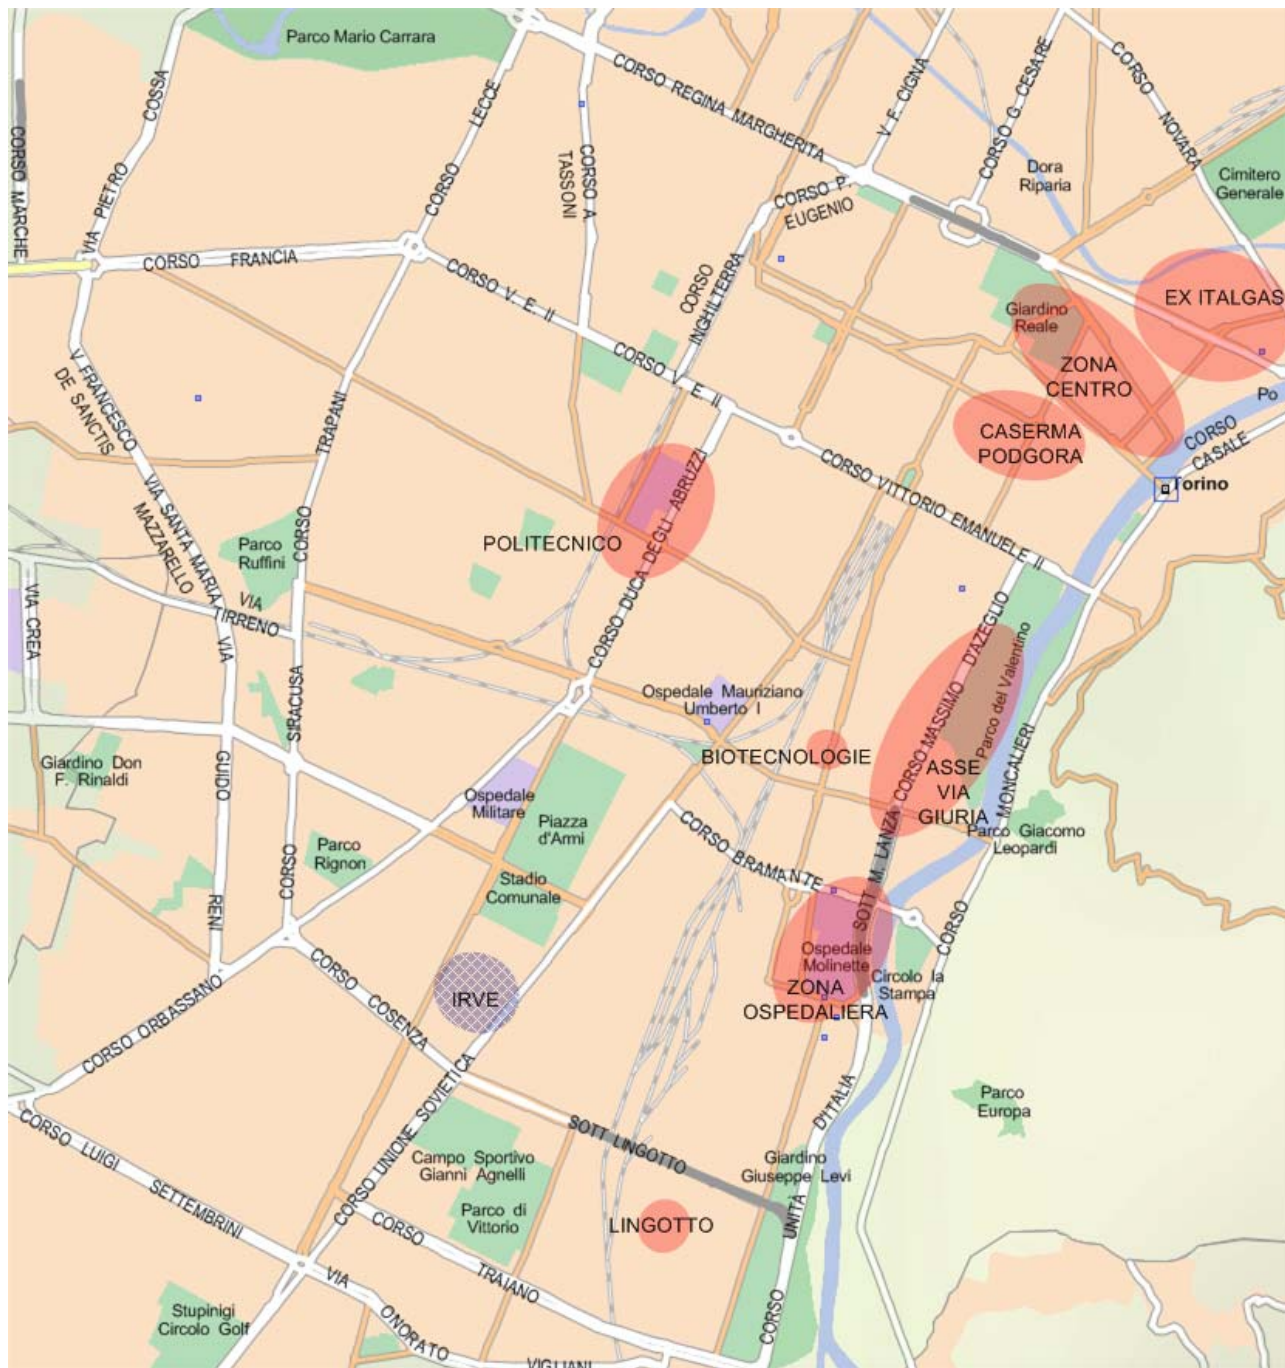 Parco Mario Carrara
CORSO MARCHE
VIA PIETRO COSSA
CORSO LECCE
CORSO A
TASSONI
CORSO REGINA MARGHERITA
V F. CIGNA
CORSO G. CESARE
CORSO NOVARA
Dora
Riparia
Cimitero
Generale
CORSO P.
EUGENIO
CORSO FRANCIA
CORSO V. E. II
CORSO
INGHILTERRA
Giardino
Reale
EX ITALGAS
ZONA
CENTRO
Po
CORSO V. E. II
V FRANCESCO
DE SANCTIS
TRAPANI
CASERMA
PODGORA
CORSO
CASALE
Torino
CORSO VITTORIO EMANUELE II
CORSO DUCA DEGLI ABRUZZI
POLITECNICO
VIA SANTA MARIA
MAZZARELLO
Parco
Ruffini
CORSO
VIA
TIRRENO
VIA CREA
VIA
GUIDO
RENI
SIRACUSA
CORSO
Ospedale Mauriziano
Umberto I
D'AZEGLIO
CORSO MASSIMO
Parco del Valentino
BIOTECNOLOGIE
ASSE
VIA
GIURIA
MONCALIERI
CORSO
Giardino Don
F. Rinaldi
Ospedale
Militare
Piazza
d'Armi
Parco
Rignon
Stadio
Comunale
CORSO BRAMANTE
SOTT M. LANZA
Parco Giacomo
Leopardi
Ospedale
Molinette
ZONA
OSPEDALIERA
Circolo la
Stampa
IRVE
CORSO ORBASSANO
CORSO COSENZA
CORSO UNIONE SOVIETICA
SOTT LINGOTTO
Parco
Europa
CORSO LUIGI
SETTEMBRINI
Campo Sportivo
Gianni Agnelli
Parco di
Vittorio
Giardino
Giuseppe Levi
D'ITALIA
UNITÀ
CORSO
LINGOTTO
CORSO
TRAIANO
VIA
ONORATO
VIGLIANI
Stupinigi
Circolo Golf